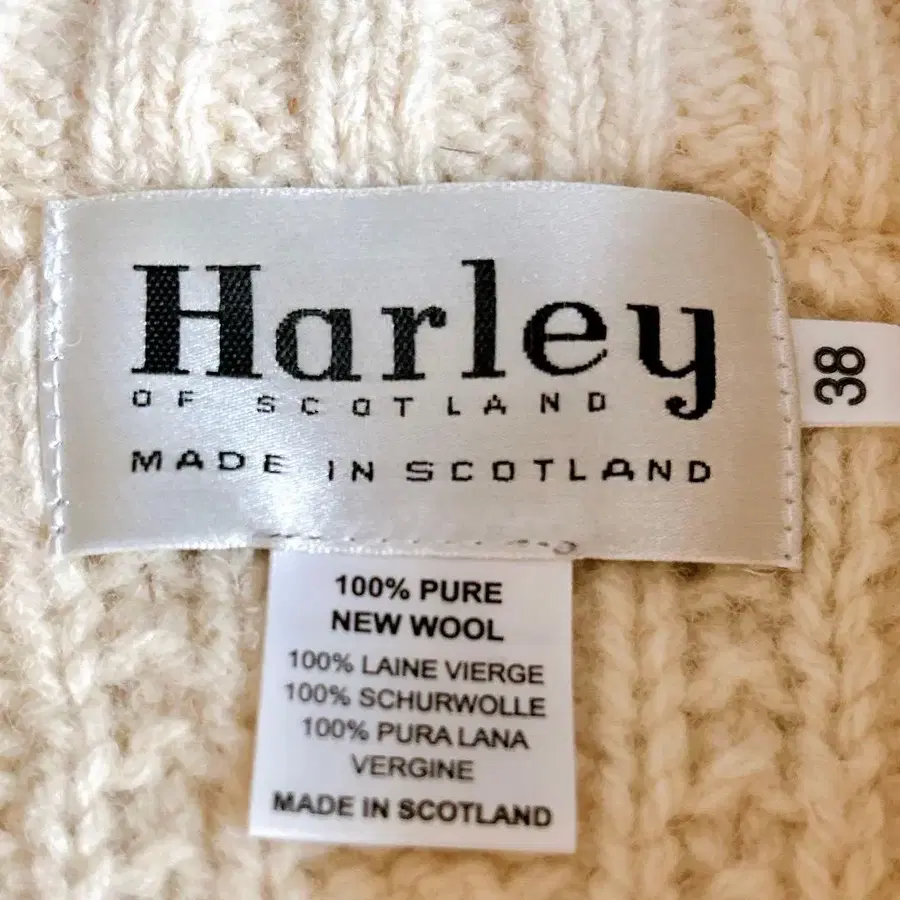 Harley
OF SCOTLAND
MADE IN SCOTLAND
38
100% PURE
NEW WOOL
100% LAINE VIERGE
100% SCHURWOLLE
100% PURA LANA
VERGINE
MADE IN SCOTLAND